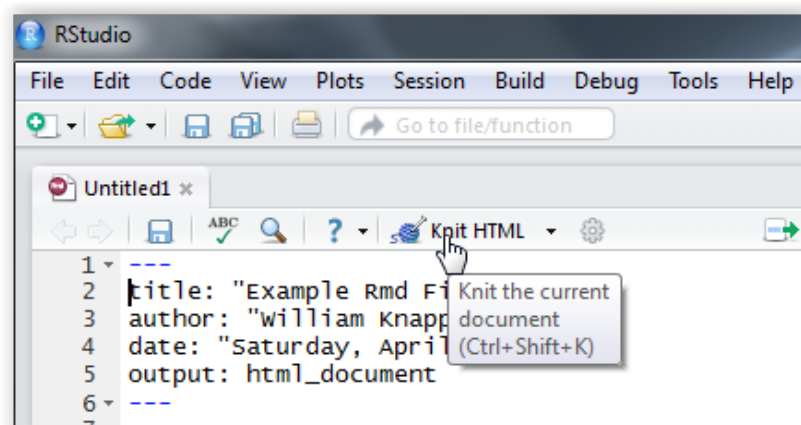 RStudio
File Edit Code View Plots Session Build Debug Tools Help
Go to file/function
Untitled1
ABC ? Knit HTML
1 ---
2 title: "Example Rmd Fi
3 author: "William Knapp
4 date: "Saturday, April
5 output: html_document
6 ---
Knit the current
document
(Ctrl+Shift+K)